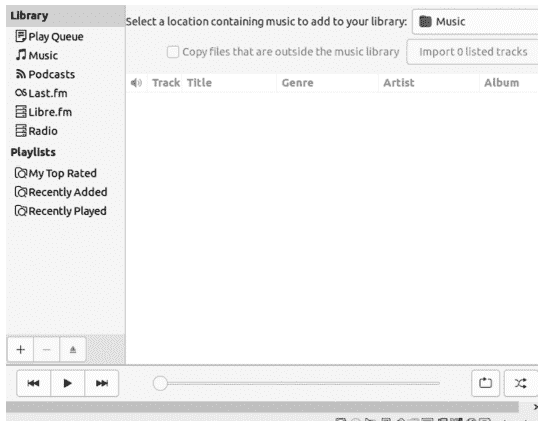 Library
Select a location containing music to add to your library: Music
Play Queue
Copy files that are outside the music library Import 0 listed tracks
Music
Podcasts
Track Title Genre Artist Album
Last.fm
Libre.fm
Radio
Playlists
My Top Rated
Recently Added
Recently Played